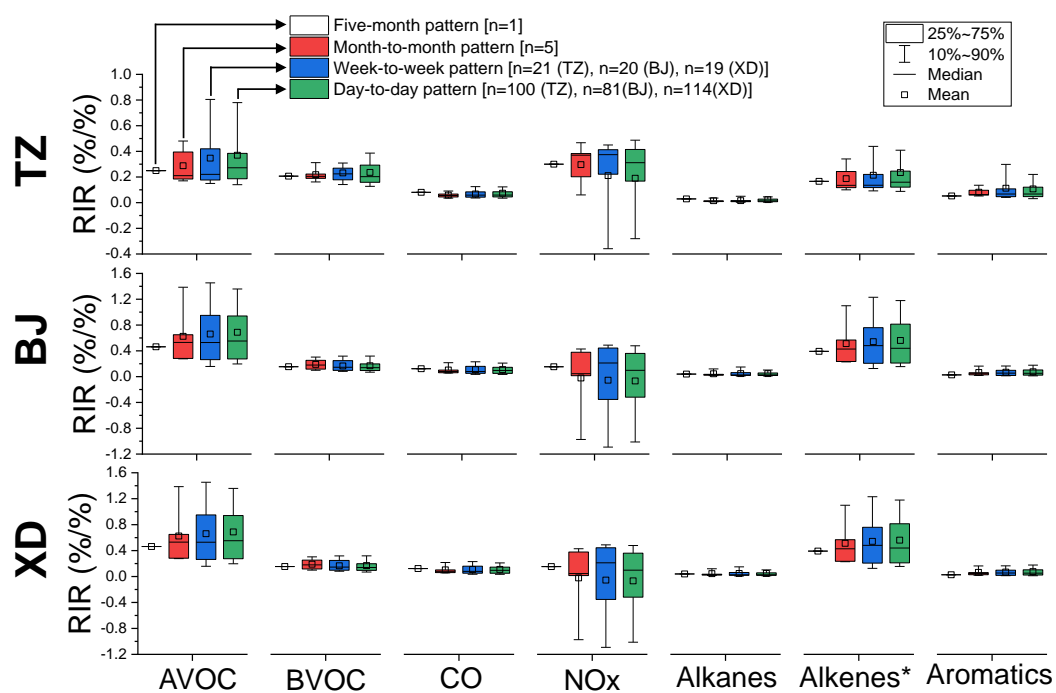 Five-month pattern [n=1]
Month-to-month pattern [n=5]
Week-to-week pattern [n=21 (TZ), n=20 (BJ), n=19 (XD)]
Day-to-day pattern [n=100 (TZ), n=81(BJ), n=114(XD)]
25%~75%
10%~90%
Median
Mean
TZ
RIR (%/%)
1.0
0.8
0.6
0.4
0.2
0.0
-0.2
-0.4
BJ
RIR (%/%)
1.6
1.2
0.8
0.4
0.0
-0.4
-0.8
-1.2
XD
RIR (%/%)
1.6
1.2
0.8
0.4
0.0
-0.4
-0.8
-1.2
AVOC BVOC CO NOx Alkanes Alkenes* Aromatics